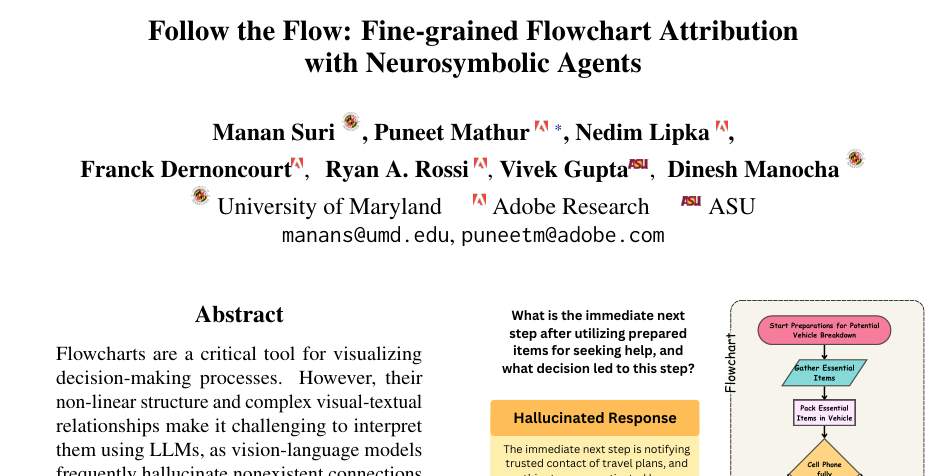 Follow the Flow: Fine-grained Flowchart Attribution
with Neurosymbolic Agents
Manan Suri, Puneet Mathur *, Nedim Lipka,
Franck Dernoncourt, Ryan A. Rossi, Vivek Gupta ASU, Dinesh Manocha
University of Maryland Adobe Research ASU ASU
manans@umd.edu, puneetm@adobe.com
Abstract
Flowcharts are a critical tool for visualizing
decision-making processes. However, their
non-linear structure and complex visual-textual
relationships make it challenging to interpret
them using LLMs, as vision-language models
frequently hallucinate nonexistent connections
What is the immediate next
step after utilizing prepared
items for seeking help, and
what decision led to this step?
Hallucinated Response
The immediate next step is notifying
trusted contact of travel plans, and
Flowchart
Start Preparations for Potential
Vehicle Breakdown
Gather Essential
Items
Pack Essential
Items in Vehicle
Cell Phone
fully